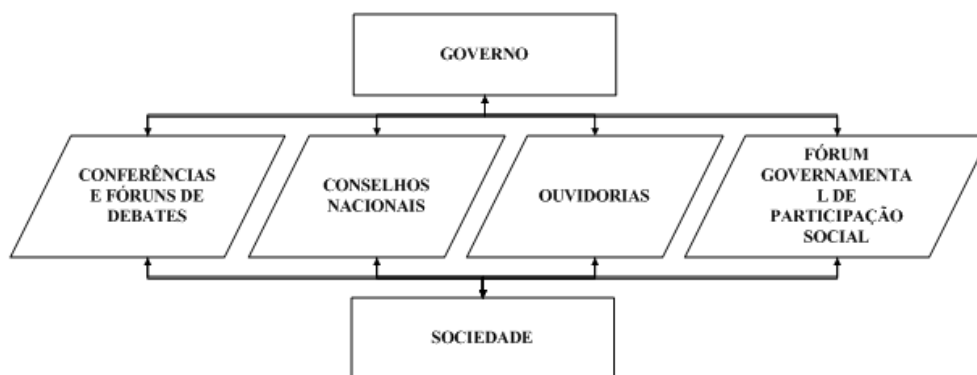 GOVERNO
CONFERÊNCIAS
E FÓRUNS DE
DEBATES
CONSELHOS
NACIONAIS
OUVIDORIAS
FÓRUM
GOVERNAMENTA
L DE
PARTICIPAÇÃO
SOCIAL
SOCIEDADE